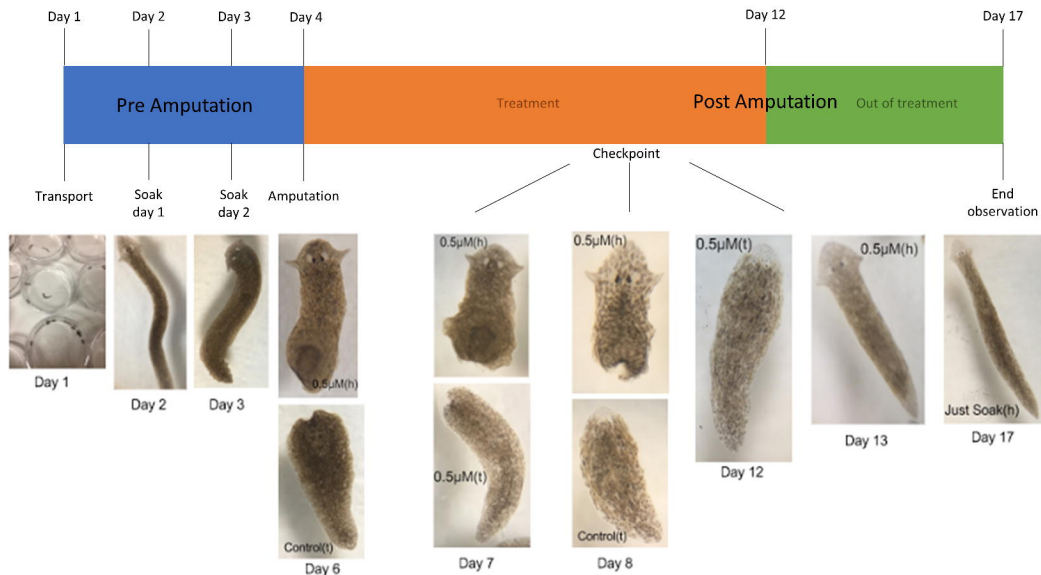 Day 1
Day 2
Day 3
Day 4
Day 12
Day 17
Pre Amputation
Treatment
Post Amputation
Out of treatment
Checkpoint
Transport
Soak
day 1
Soak
day 2
Amputation
End
observation
0.5µM(h)
0.5µM(h)
0.5µM(h)
0.5µM(t)
0.5µM(h)
Day 1
Day 2
Day 3
0.5µM(t)
Just Soak(h)
Day 12
Day 13
Day 17
Control(t)
Control(t)
Day 6
Day 7
Day 8